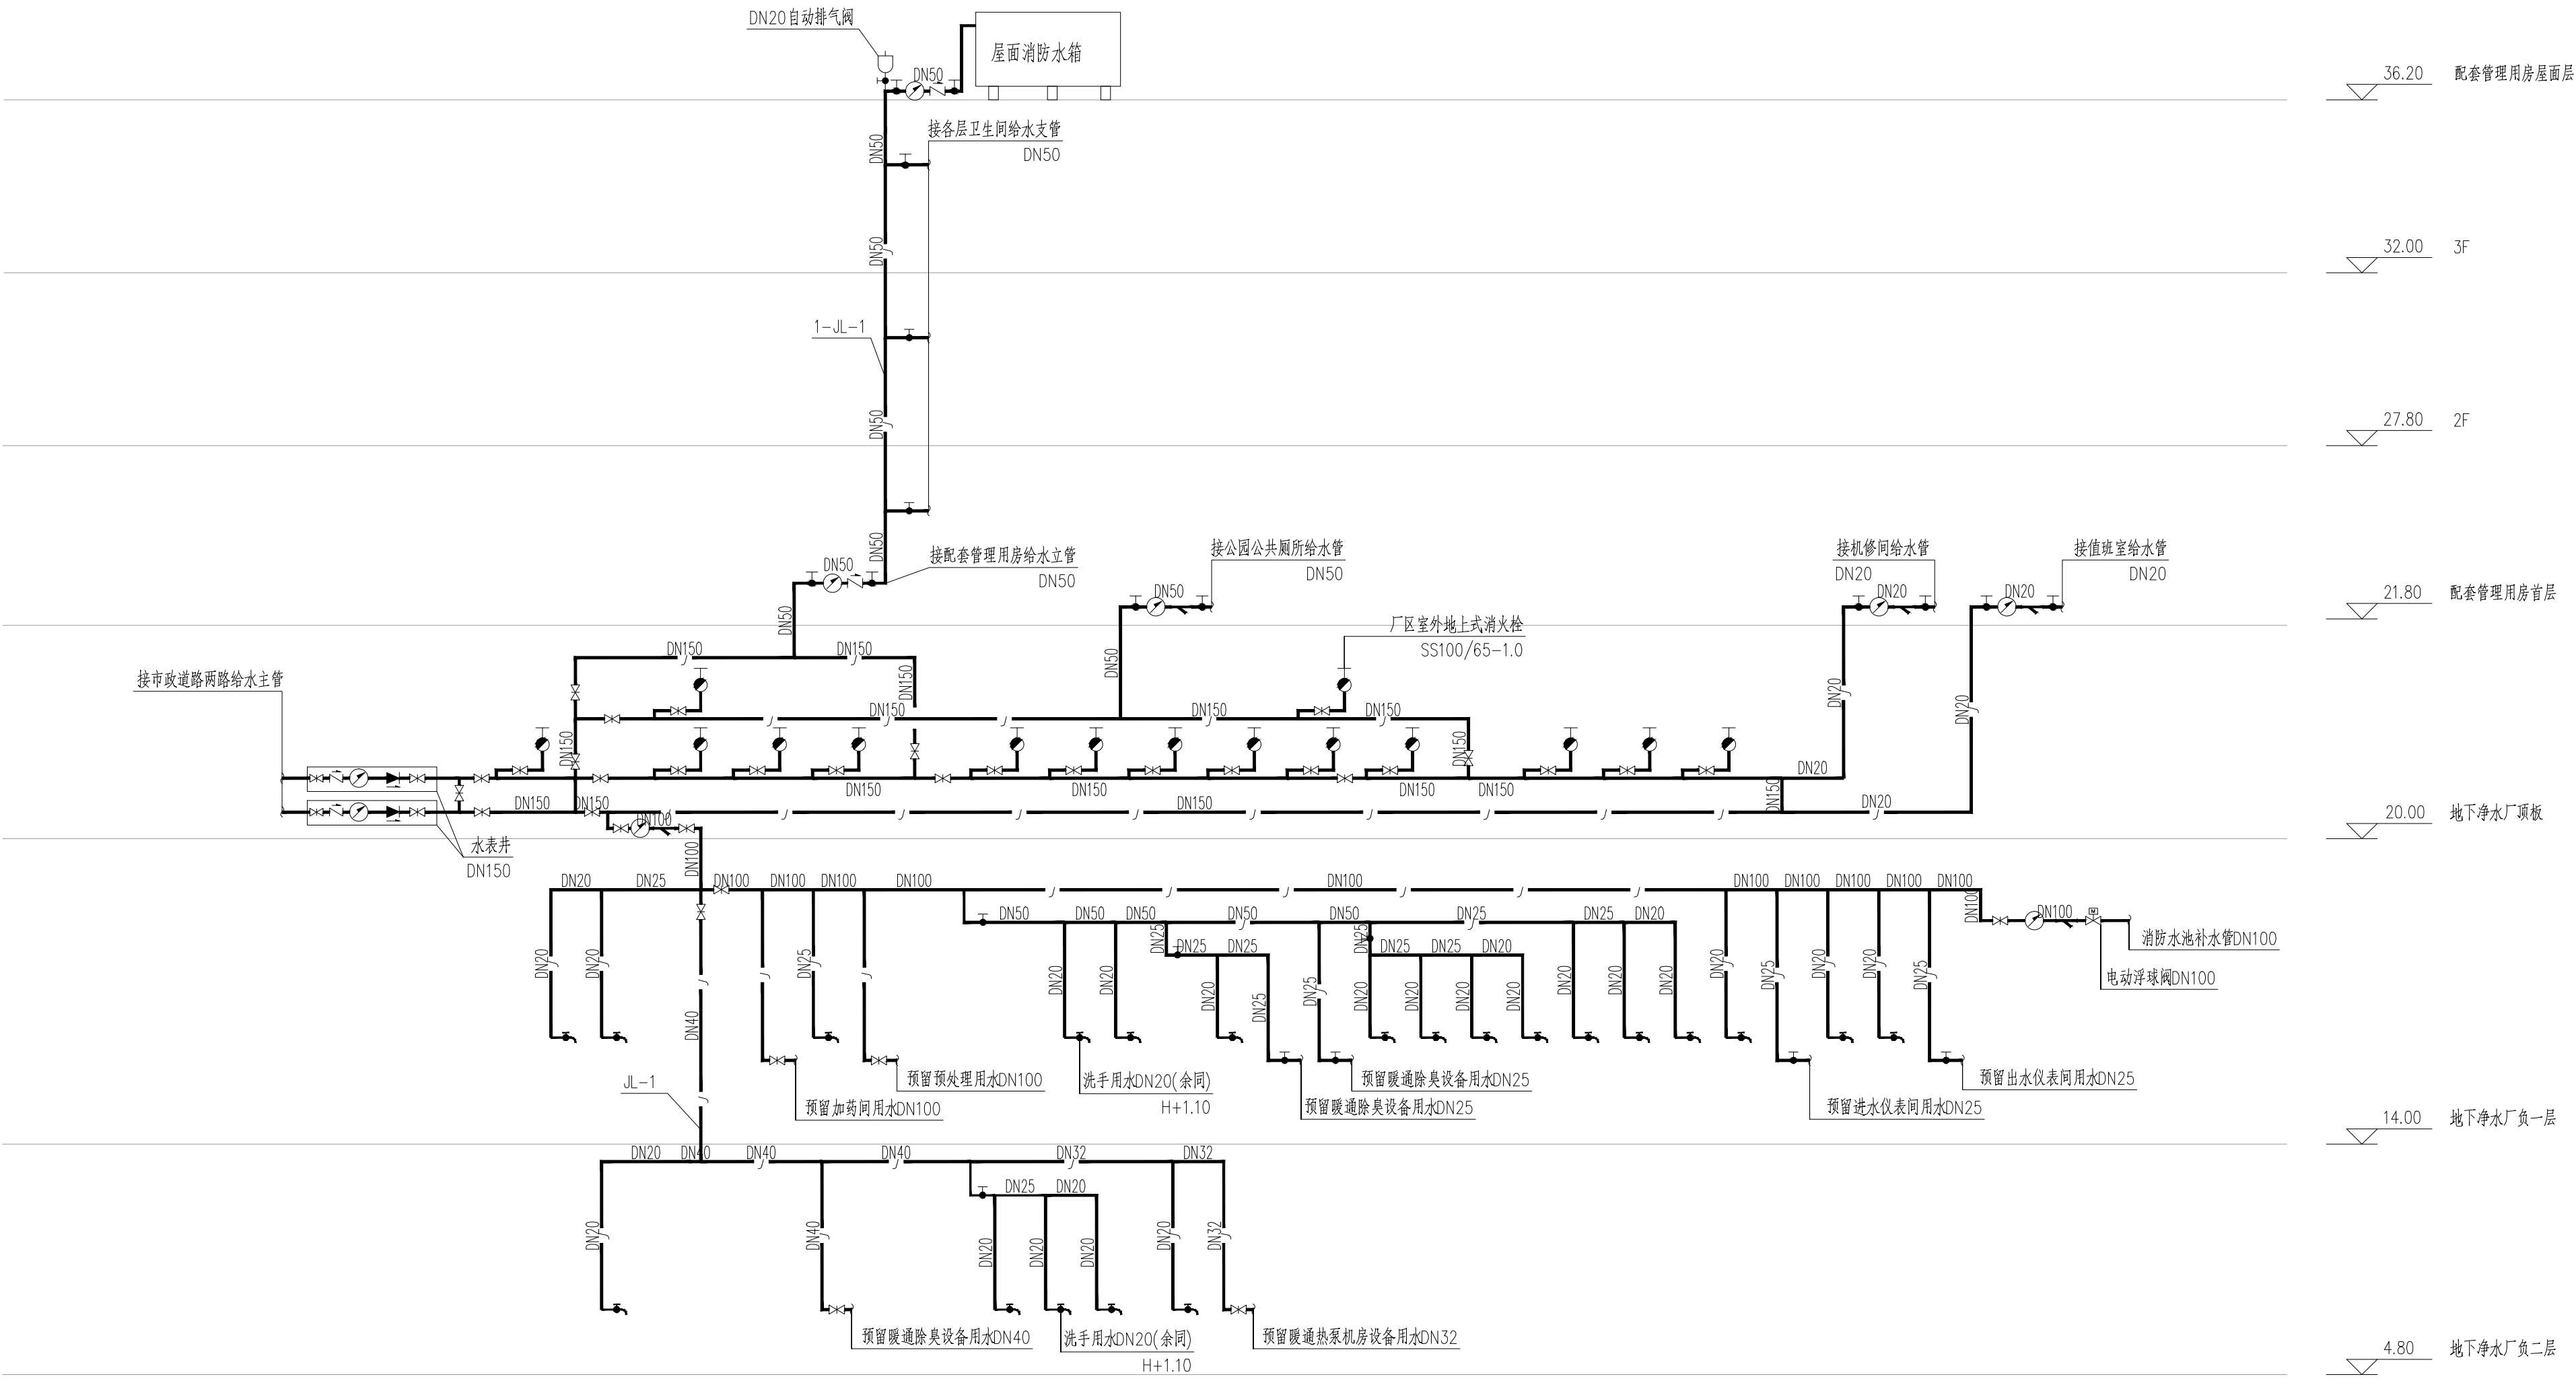 DN20自动排气阀
屋面消防水箱
DN50
36.20 配套管理用房屋面层
接各层卫生间给水支管
DN50
DN50
DN50
32.00 3F
1-JL-1
DN50
27.80 2F
DN50
DN50
接配套管理用房给水立管
DN50
接公园公共厕所给水管
DN50
DN50
接机修间给水管
DN20
DN20
接值班室给水管
DN20
DN20
21.80 配套管理用房首层
DN50
厂区室外地上式消火栓
SS100/65-1.0
DN150 DN150
DN50
接市政道路两路给水主管
DN150
DN20
DN20
DN150 DN150 DN150
DN150
DN150
DN20
DN150 DN150 DN150 DN150
DN150
DN150 DN150 DN150 DN20
20.00 地下净水厂顶板
DN100
水表井
DN150
DN100
DN20 DN25 DN100 DN100 DN100 DN100 DN100 DN100 DN100 DN100 DN100 DN100
DN50 DN50 DN50 DN50 DN50 DN25 DN25 DN20
DN100
DN100
消防水池补水管DN100
DN25
DN25
DN25 DN25
DN25 DN25 DN20
电动浮球阀DN100
DN20 DN20 DN25 DN20 DN20 DN20 DN25 DN25 DN20 DN20 DN20 DN20 DN20 DN20 DN20 DN20 DN25 DN20 DN20 DN25
DN40
预留预处理用水DN100
洗手用水DN20(余同)
H+1.10
预留暖通除臭设备用水DN25
预留出水仪表间用水DN25
JL-1
预留加药间用水DN100
预留暖通除臭设备用水DN25
预留进水仪表间用水DN25
14.00 地下净水厂负一层
DN20 DN40 DN40 DN40 DN32 DN32
DN25 DN20
DN20 DN40 DN20 DN20 DN20 DN20 DN32
预留暖通除臭设备用水DN40
洗手用水DN20(余同)
H+1.10
预留暖通热泵机房设备用水DN32
4.80 地下净水厂负二层